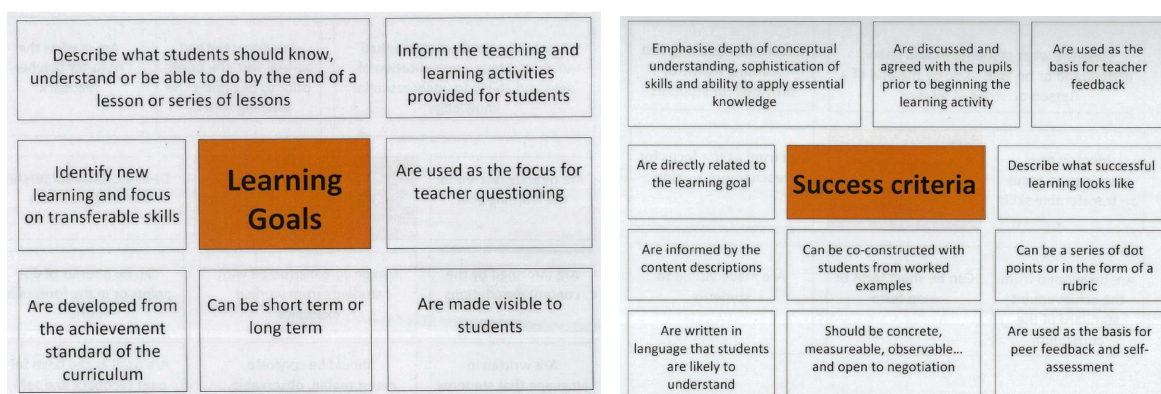 Describe what students should know,
understand or be able to do by the end of a
lesson or series of lessons
Inform the teaching and
learning activities
provided for students
Identify new
learning and focus
on transferable skills
Learning
Goals
Are used as the focus for
teacher questioning
Are developed from
the achievement
standard of the
curriculum
Can be short term or
long term
Are made visible to
students
Emphasise depth of conceptual
understanding, sophistication of
skills and ability to apply essential
knowledge
Are discussed and
agreed with the pupils
prior to beginning the
learning activity
Are used as the
basis for teacher
feedback
Are directly related to
the learning goal
Success criteria
Describe what successful
learning looks like
Are informed by the
content descriptions
Can be co-constructed with
students from worked
examples
Can be a series of dot
points or in the form of a
rubric
Are written in
language that students
are likely to
understand
Should be concrete,
measureable, observable...
and open to negotiation
Are used as the basis for
peer feedback and self-
assessment